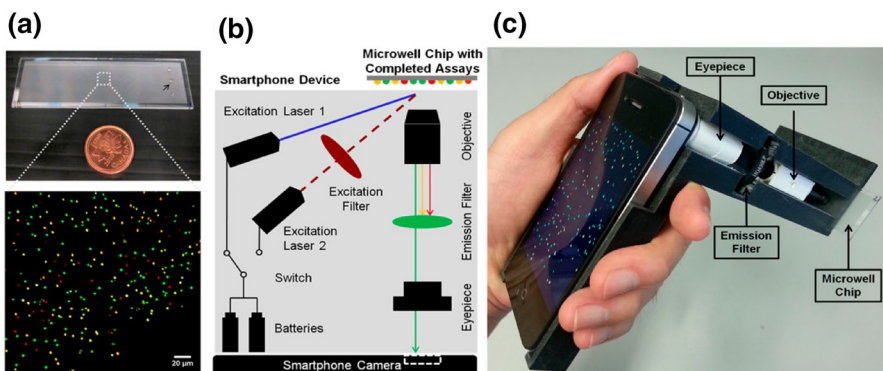 (a)
20 μm
(b)
Microwell Chip with
Completed Assays
Smartphone Device
Excitation Laser 1
Objective
Excitation
Filter
Excitation
Laser 2
Emission Filter
Switch
Eyepiece
Batteries
Smartphone Camera
(c)
Eyepiece
Objective
Emission
Filter
Microwell
Chip